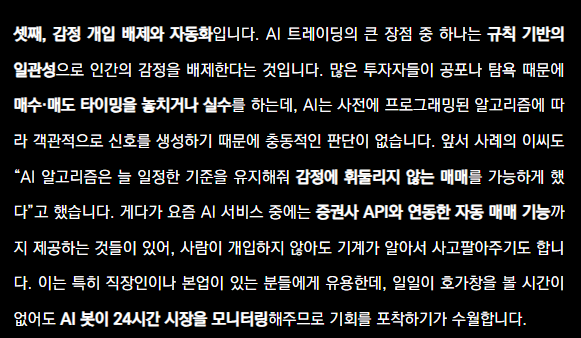 셋째, 감정 개입 배제와 자동화입니다. AI 트레이딩의 큰 장점 중 하나는 규칙 기반의
일관성으로 인간의 감정을 배제한다는 것입니다. 많은 투자자들이 공포나 탐욕 때문에
매수·매도 타이밍을 놓치거나 실수를 하는데, AI는 사전에 프로그래밍된 알고리즘에 따
라 객관적으로 신호를 생성하기 때문에 충동적인 판단이 없습니다. 앞서 사례의 이씨도
“AI 알고리즘은 늘 일정한 기준을 유지해줘 감정에 휘둘리지 않는 매매를 가능하게 했
다”고 했습니다. 게다가 요즘 AI 서비스 중에는 증권사 API와 연동한 자동 매매 기능까
지 제공하는 것들이 있어, 사람이 개입하지 않아도 기계가 알아서 사고팔아주기도 합니
다. 이는 특히 직장인이나 본업이 있는 분들에게 유용한데, 일일이 호가창을 볼 시간이
없어도 AI 봇이 24시간 시장을 모니터링해주므로 기회를 포착하기가 수월합니다.